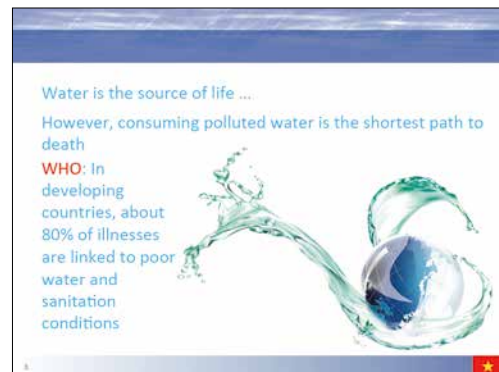 Water is the source of life ...
However, consuming polluted water is the shortest path to
death
WHO: In
developing
countries, about
80% of illnesses
are linked to poor
water and
sanitation
conditions